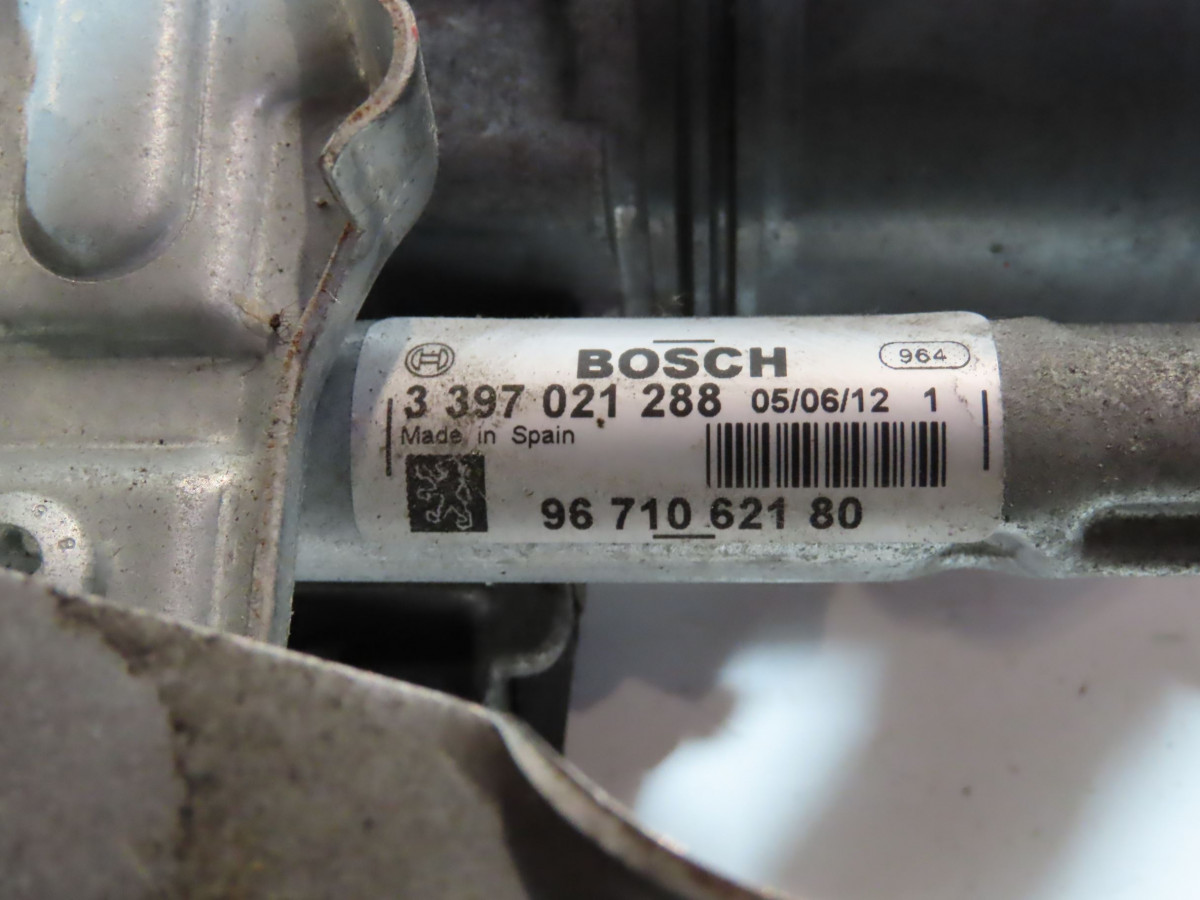 BOSCH 964
3 397 021 288 05/06/12 1
Made in Spain
96 710 621 80